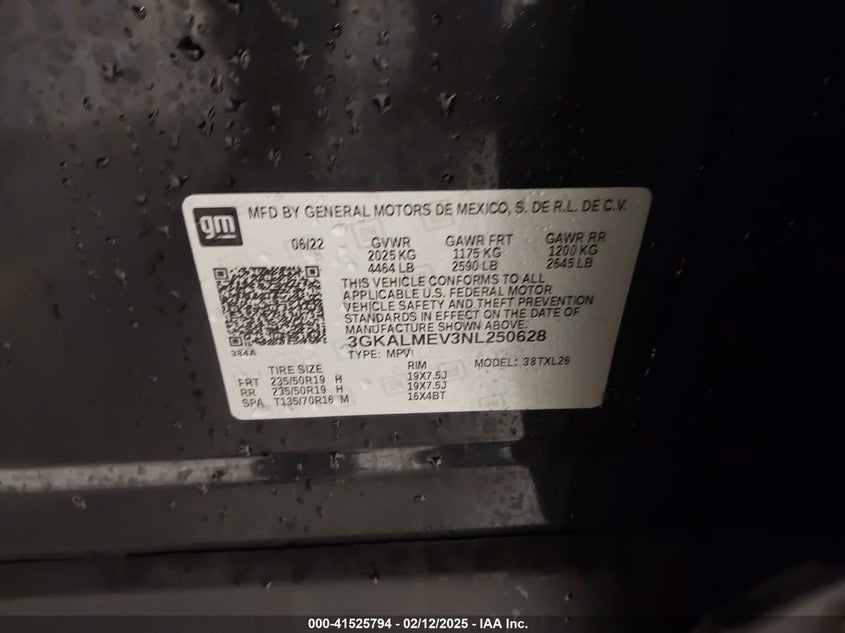 gm
MFD BY GENERAL MOTORS DE MEXICO, S. DE R.L. DE C.V.
06/22 GVWR GAWR FRT GAWR RR
2025 KG 1175 KG 1200 KG
4464 LB 2590 LB 2645 LB
THIS VEHICLE CONFORMS TO ALL
APPLICABLE U.S. FEDERAL MOTOR
VEHICLE SAFETY AND THEFT PREVENTION
STANDARDS IN EFFECT ON THE DATE OF
MANUFACTURE SHOWN ABOVE.
3GKALMEV3NL250628
384A
TYPE: MPV MODEL: 38TXL26
TIRE SIZE RIM
FRT 235/50R19 H 19X7.5J
RR 235/50R19 H 19X7.5J
SPA T135/70R16 M 16X4BT
000-41525794 — 02/12/2025 — IAA Inc.